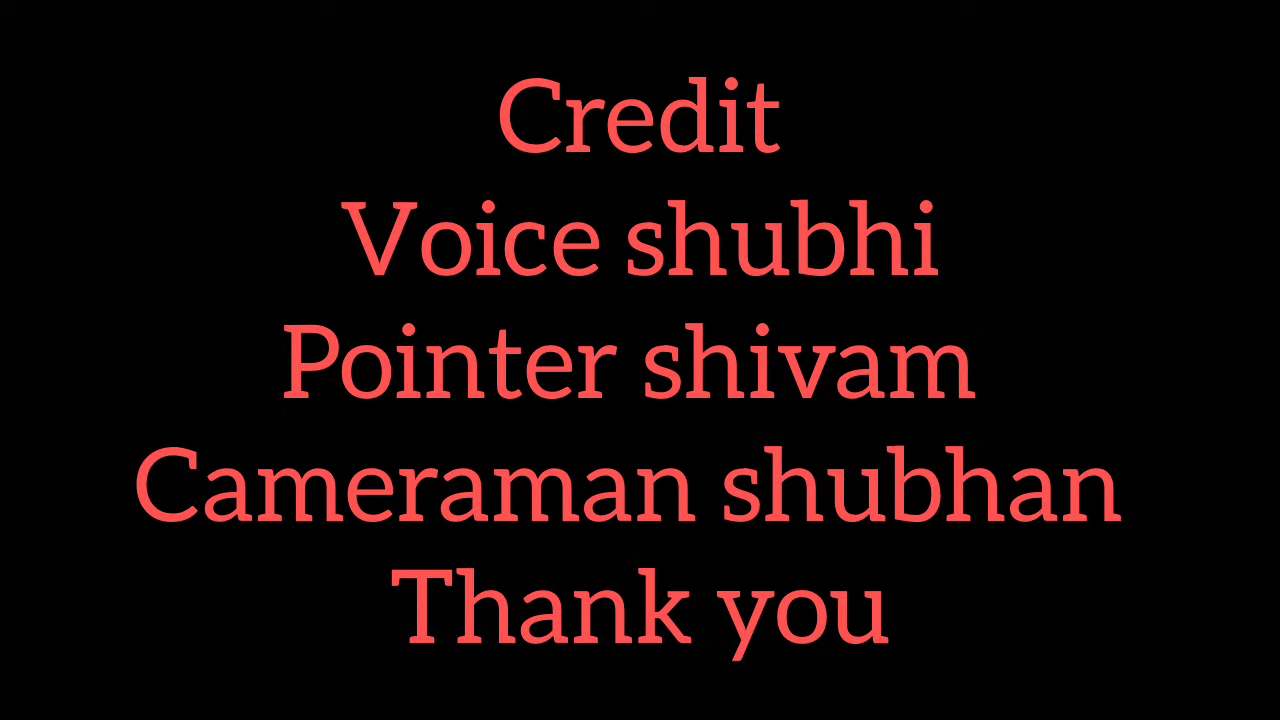 Credit
Voice shubhi
Pointer shivam
Cameraman shubhan
Thank you